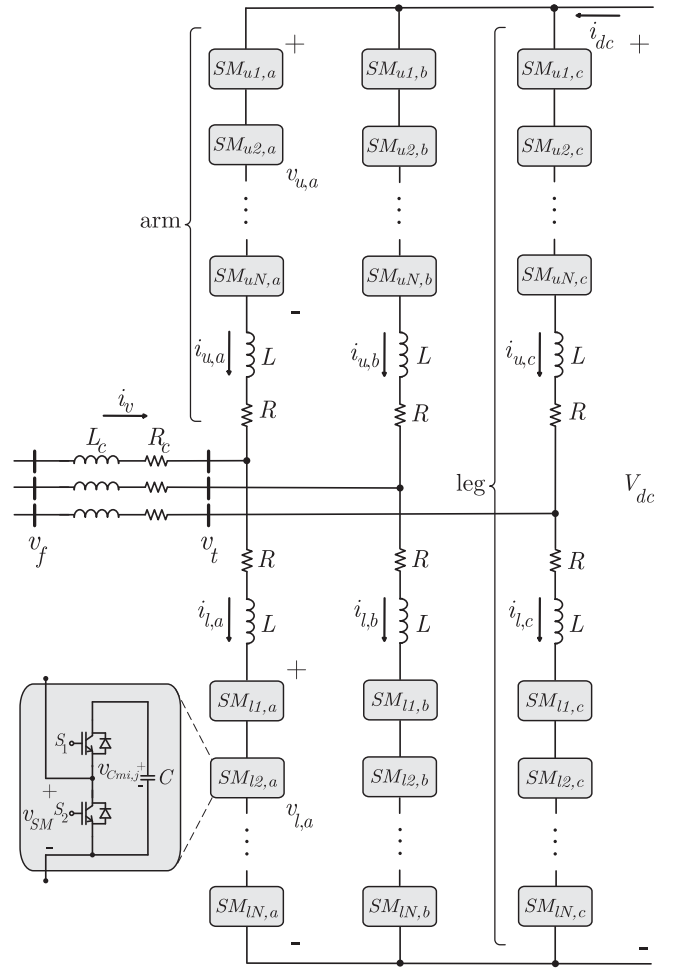 i_dc
+ +
SM_u1,a SM_u1,b SM_u1,c
SM_u2,a SM_u2,b SM_u2,c
v_u,a
arm
SM_uN,a SM_uN,b SM_uN,c
-
i_u,a L i_u,b L i_u,c L
R R R
i_v
L_c R_c
leg V_dc
v_f v_t
R R R
i_l,a L i_l,b L i_l,c L
+
SM_l1,a SM_l1,b SM_l1,c
S_1
v_Cmi,j + - C
SM_l2,a SM_l2,b SM_l2,c
+ S_2
v_SM
-
v_l,a
SM_lN,a SM_lN,b SM_lN,c
- -